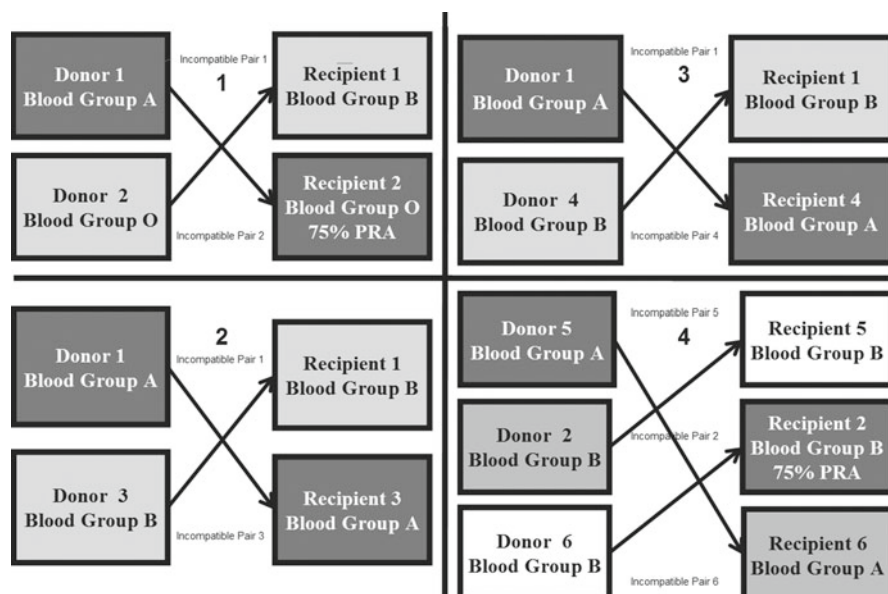 Donor 1
Blood Group A
Incompatible Pair 1
1
Recipient 1
Blood Group B
Donor 2
Blood Group O
Incompatible Pair 2
Recipient 2
Blood Group O
75% PRA
Donor 1
Blood Group A
Incompatible Pair 1
3
Recipient 1
Blood Group B
Donor 4
Blood Group B
Incompatible Pair 4
Recipient 4
Blood Group A
Donor 1
Blood Group A
2
Incompatible Pair 1
Recipient 1
Blood Group B
Donor 3
Blood Group B
Incompatible Pair 3
Recipient 3
Blood Group A
Donor 5
Blood Group A
Incompatible Pair 5
4
Recipient 5
Blood Group B
Donor 2
Blood Group B
Incompatible Pair 2
Recipient 2
Blood Group B
75% PRA
Donor 6
Blood Group B
Incompatible Pair 6
Recipient 6
Blood Group A